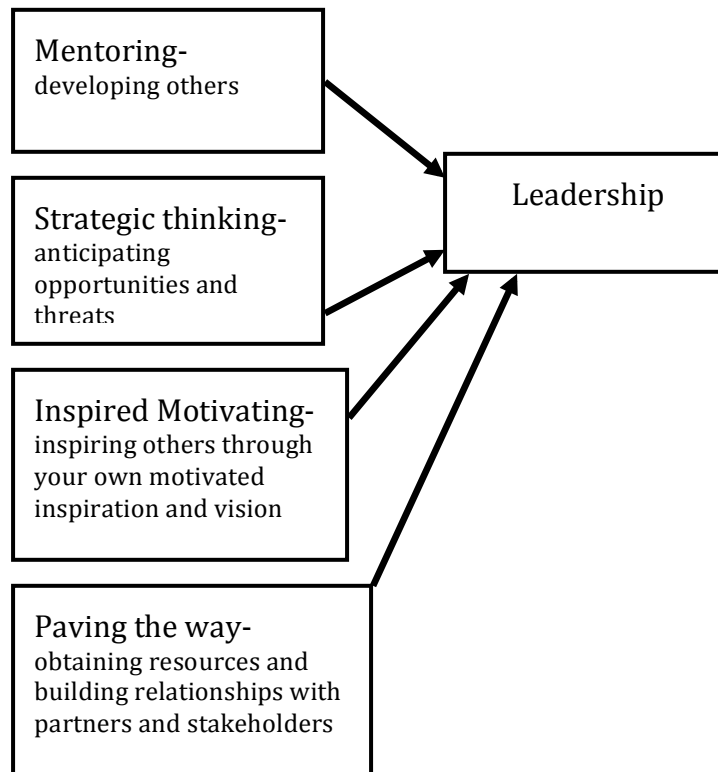 Mentoring-
developing others
Leadership
Strategic thinking-
anticipating
opportunities and
threats
Inspired Motivating-
inspiring others through
your own motivated
inspiration and vision
Paving the way-
obtaining resources and
building relationships with
partners and stakeholders